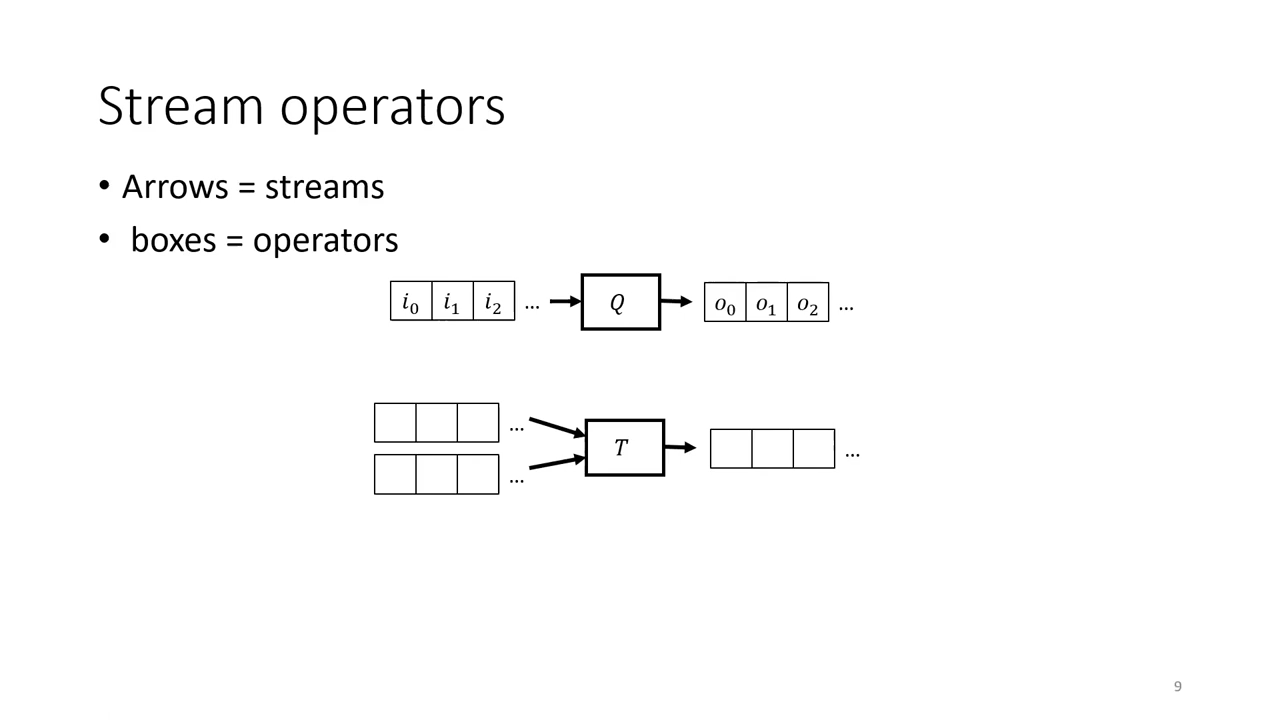 Stream operators
• Arrows = streams
• boxes = operators
i₀ i₁ i₂ ... Q o₀ o₁ o₂ ...
...
T ...
...
9